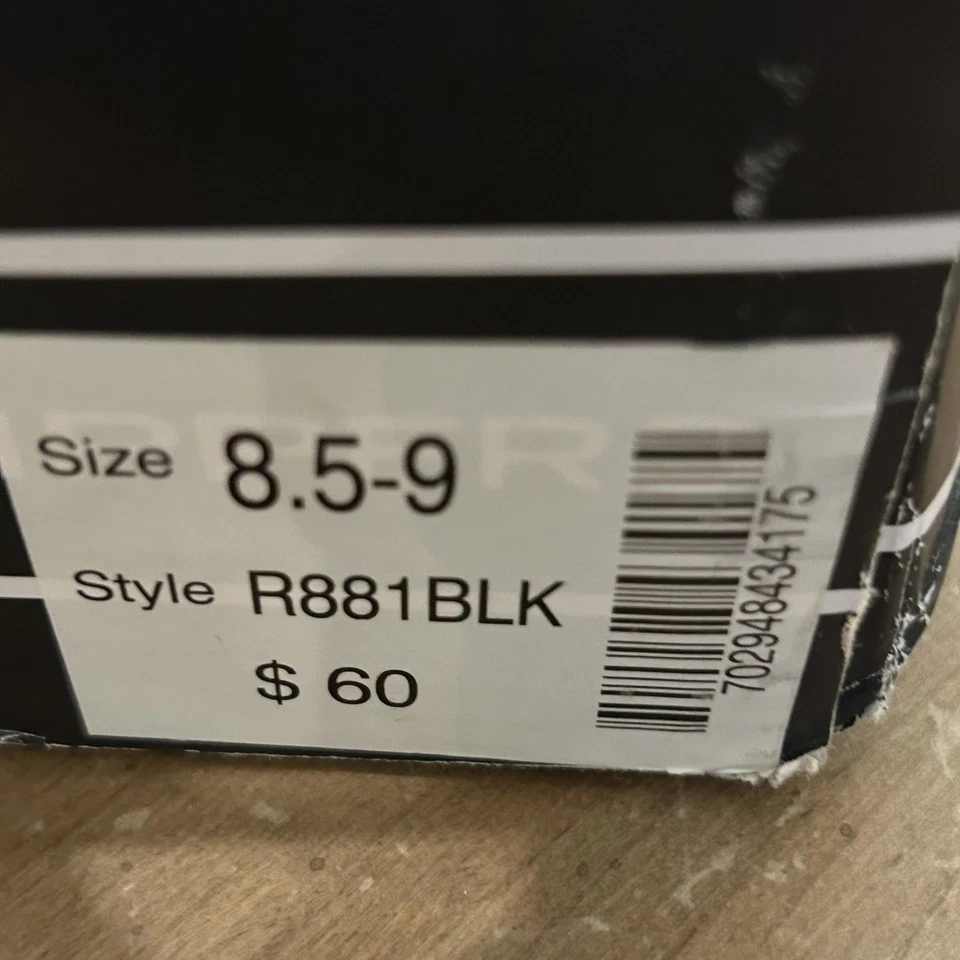 Size 8.5-9
Style R881BLK
$ 60
702948434175